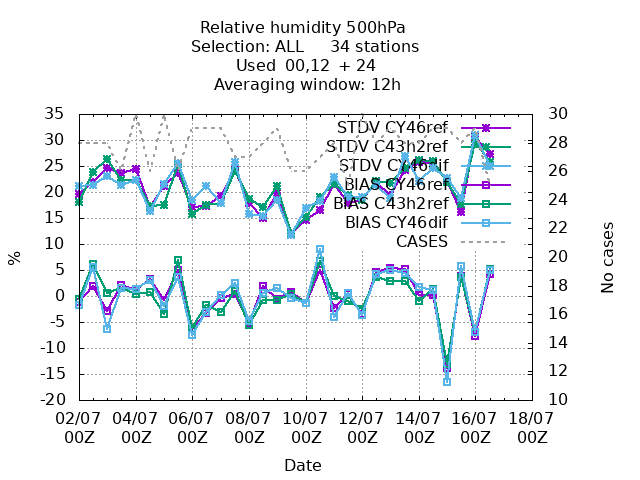 Relative humidity 500hPa
Selection: ALL 34 stations
Used 00,12 + 24
Averaging window: 12h
35 30
30 28
25 26
20 24
15 22
10 20
5 18
0 16
-5
-10 14
-15 12
-20 10
STDV CY46ref
STDV C43h2ref
STDV CY46dif
BIAS CY46ref
BIAS C43h2ref
BIAS CY46dif
CASES
%
No cases
02/07 04/07 06/07 08/07 10/07 12/07 14/07 16/07 18/07
00Z 00Z 00Z 00Z 00Z 00Z 00Z 00Z 00Z
Date